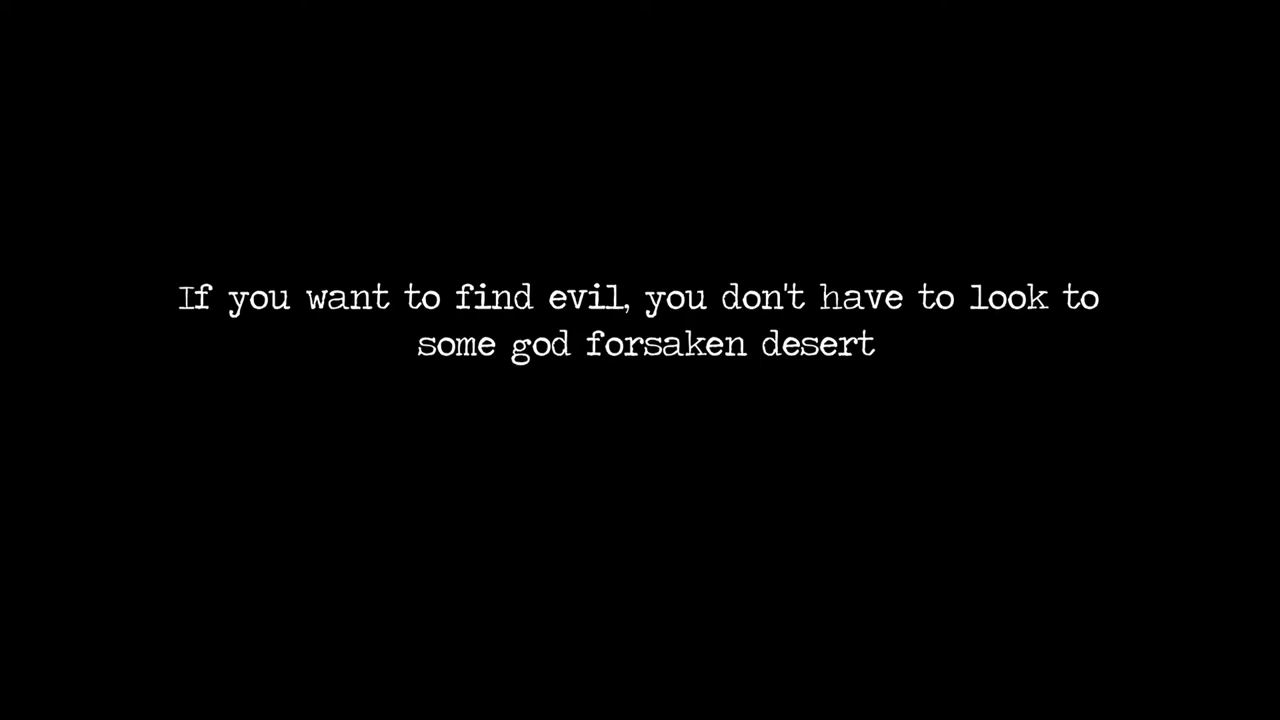 If you want to find evil, you don't have to look to
some god forsaken desert